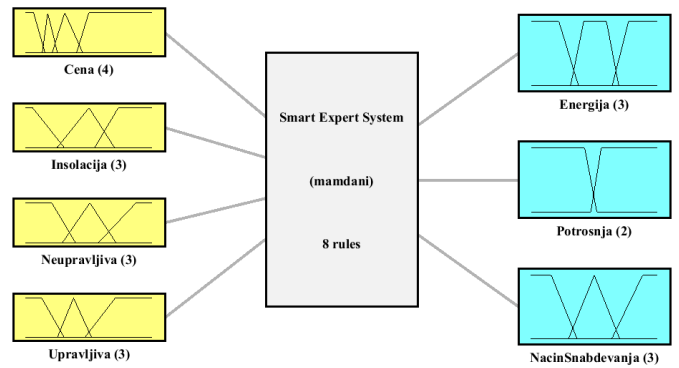 Cena (4)
Insolacija (3)
Neupravljiva (3)
Upravljiva (3)
Smart Expert System
(mamdani)
8 rules
Energija (3)
Potrosnja (2)
NacinSnabdevanja (3)